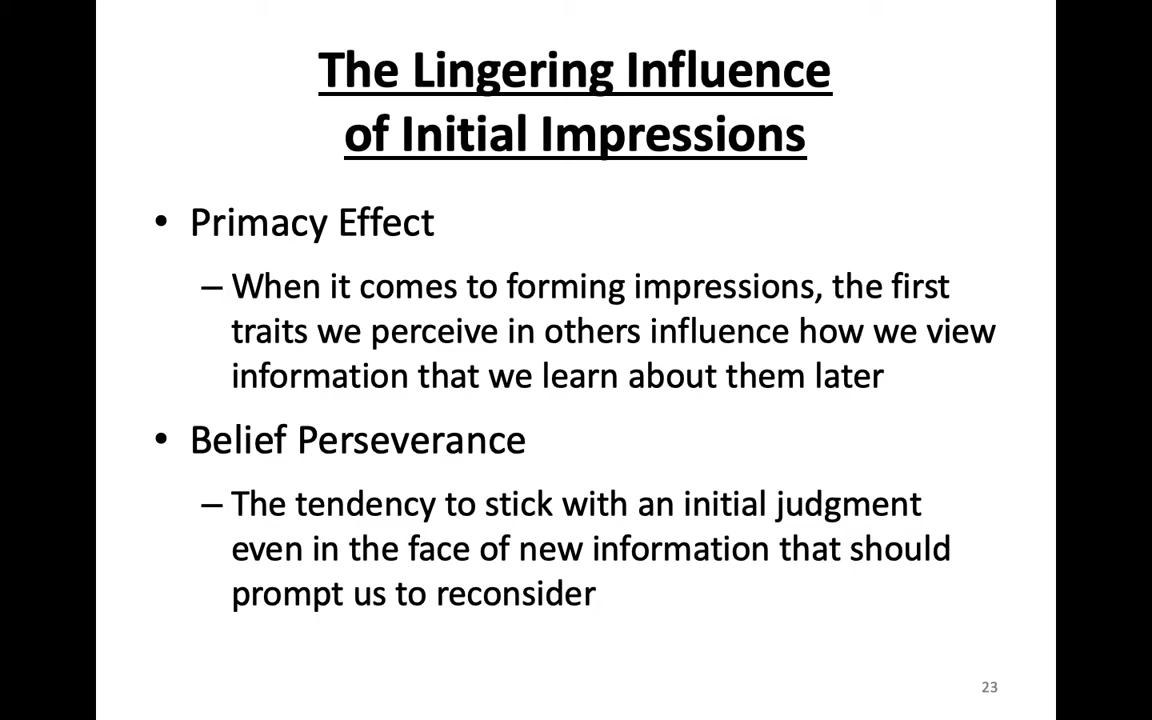 The Lingering Influence
of Initial Impressions
• Primacy Effect
– When it comes to forming impressions, the first
traits we perceive in others influence how we view
information that we learn about them later
• Belief Perseverance
– The tendency to stick with an initial judgment
even in the face of new information that should
prompt us to reconsider
23